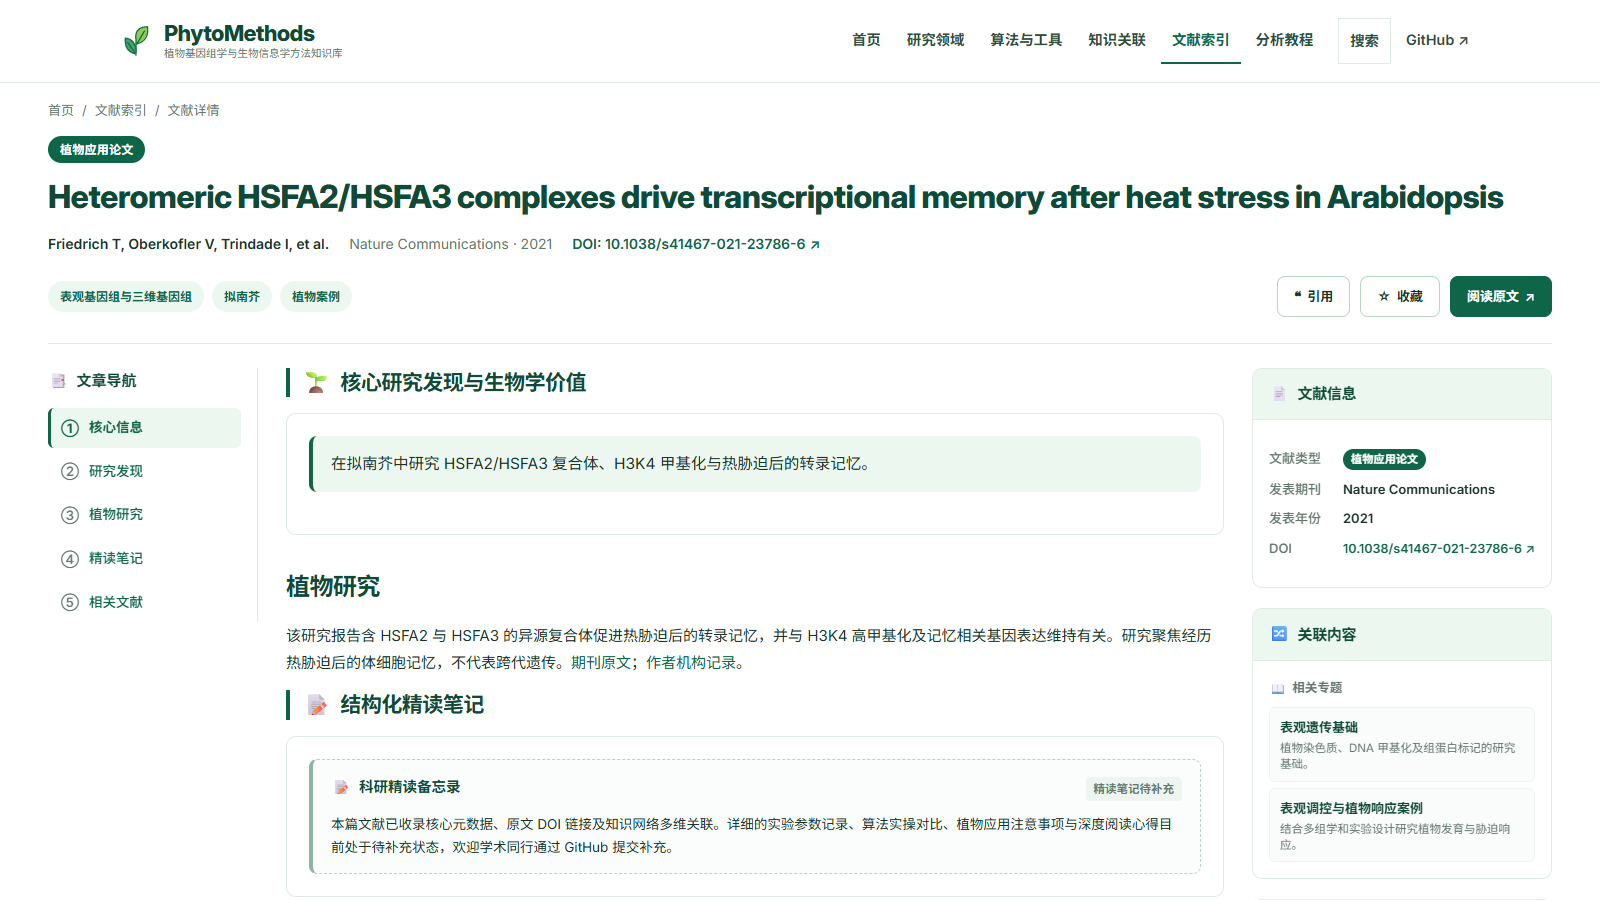 PhytoMethods
植物基因组学与生物信息学方法知识库
首页 研究领域 算法与工具 知识关联 文献索引 分析教程 搜索 GitHub ↗
首页 / 文献索引 / 文献详情
植物应用论文
Heteromeric HSFA2/HSFA3 complexes drive transcriptional memory after heat stress in Arabidopsis
Friedrich T, Oberkofler V, Trindade I, et al. Nature Communications · 2021 DOI: 10.1038/s41467-021-23786-6 ↗
表观基因组与三维基因组 拟南芥 植物案例
❝ 引用 ☆ 收藏 阅读原文 ↗
文章导航
① 核心信息
② 研究发现
③ 植物研究
④ 精读笔记
⑤ 相关文献
核心研究发现与生物学价值
在拟南芥中研究 HSFA2/HSFA3 复合体、H3K4 甲基化与热胁迫后的转录记忆。
植物研究
该研究报告含 HSFA2 与 HSFA3 的异源复合体促进热胁迫后的转录记忆，并与 H3K4 高甲基化及记忆相关基因表达维持有关。研究聚焦经历
热胁迫后的体细胞记忆，不代表跨代遗传。期刊原文；作者机构记录。
结构化精读笔记
科研精读备忘录
精读笔记待补充
本篇文献已收录核心元数据、原文 DOI 链接及知识网络多维关联。详细的实验参数记录、算法实操对比、植物应用注意事项与深度阅读心得目
前处于待补充状态，欢迎学术同行通过 GitHub 提交补充。
文献信息
文献类型 植物应用论文
发表期刊 Nature Communications
发表年份 2021
DOI 10.1038/s41467-021-23786-6 ↗
关联内容
相关专题
表观遗传基础
植物染色质、DNA 甲基化及组蛋白标记的研究
基础。
表观调控与植物响应案例
结合多组学和实验设计研究植物发育与胁迫响
应。